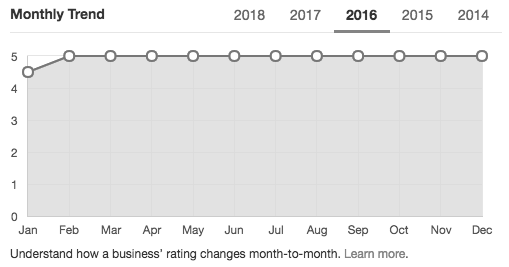 Monthly Trend 2018 2017 2016 2015 2014
5
4
3
2
1
0
Jan Feb Mar Apr May Jun Jul Aug Sep Oct Nov Dec
Understand how a business' rating changes month-to-month. Learn more.